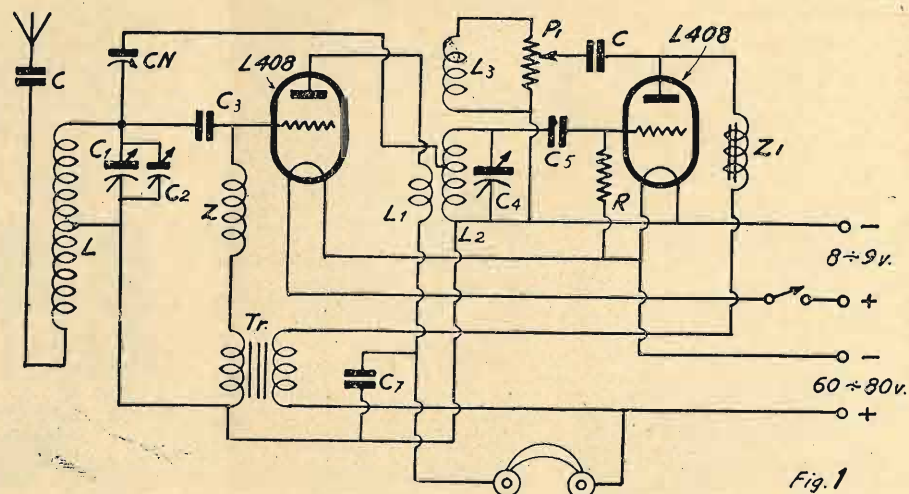 C
CN
C3
L408
L3
P1
C
L408
C1
C2
L
Z
L1
C4
L2
C5
R
Z1
Tr.
C7
-
8÷9v.
+
-
60÷80v.
+
Fig. 1